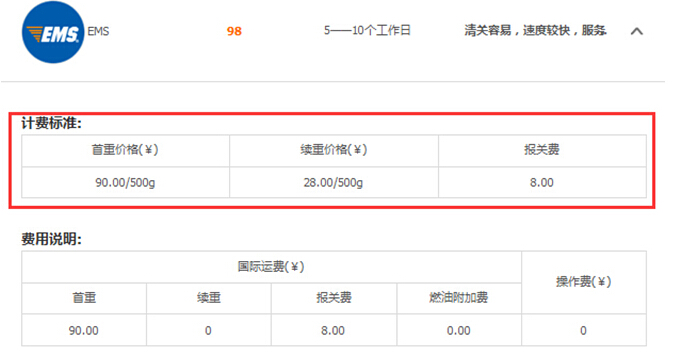 EMS EMS 98 5——10个工作日 清关容易，速度较快，服务.
计费标准:
首重价格(￥) 续重价格(￥) 报关费
90.00/500g 28.00/500g 8.00
费用说明:
国际运费(￥) 操作费(￥)
首重 续重 报关费 燃油附加费
90.00 0 8.00 0.00 0